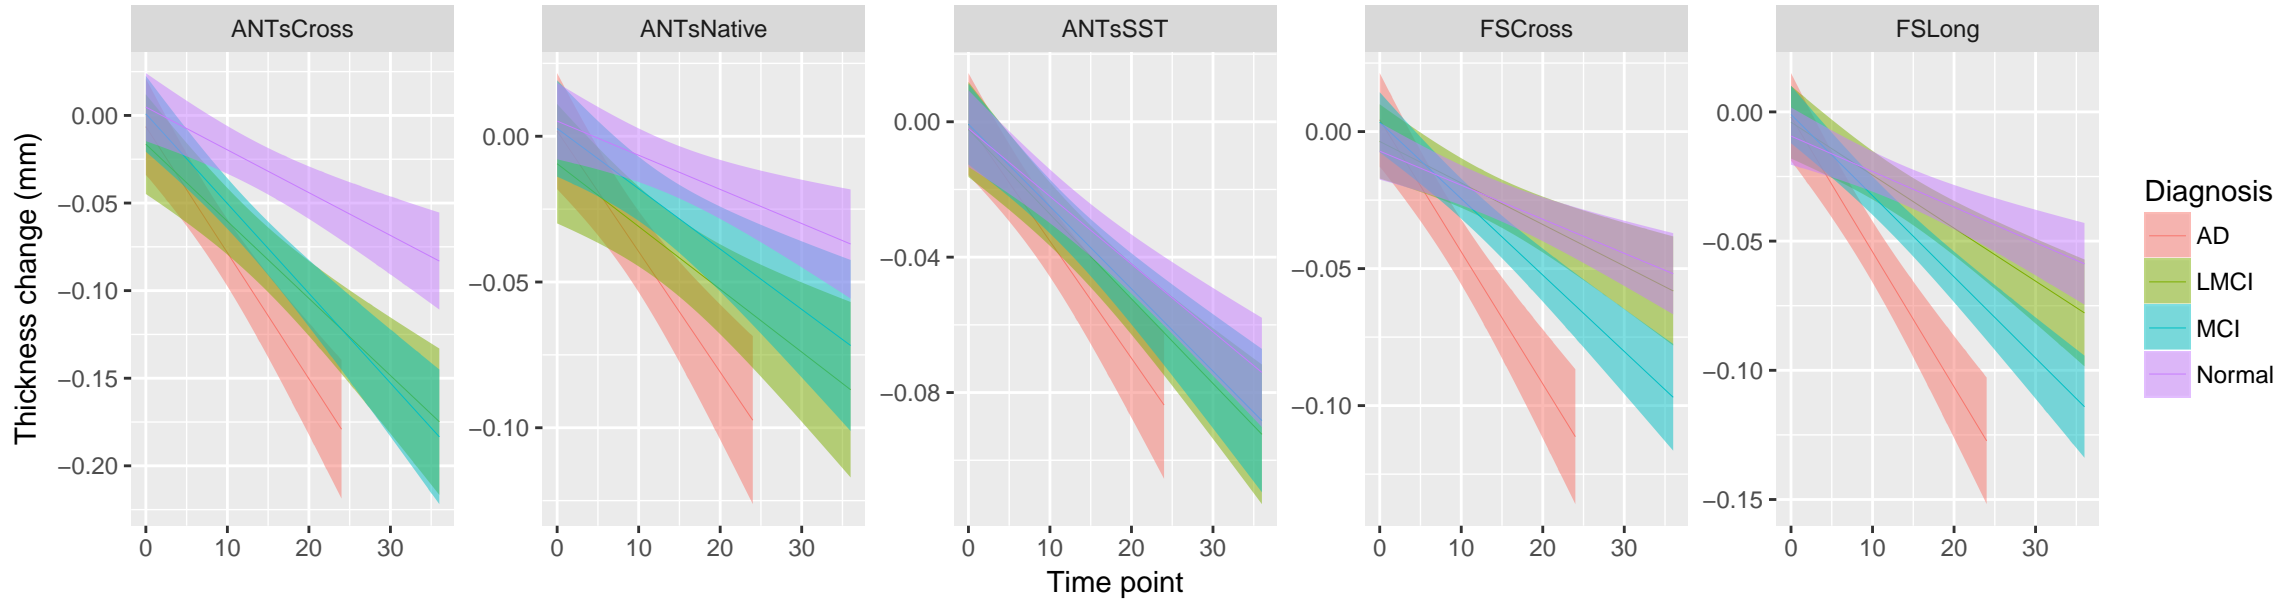 ANTsCross
ANTsNative
ANTsSST
FSCross
FSLong
Thickness change (mm)
0.00
−0.05
−0.10
−0.15
−0.20
0 10 20 30
0.00
−0.05
−0.10
0 10 20 30
0.00
−0.04
−0.08
0 10 20 30
0.00
−0.05
−0.10
0 10 20 30
0.00
−0.05
−0.10
−0.15
0 10 20 30
Time point
Diagnosis
AD
LMCI
MCI
Normal